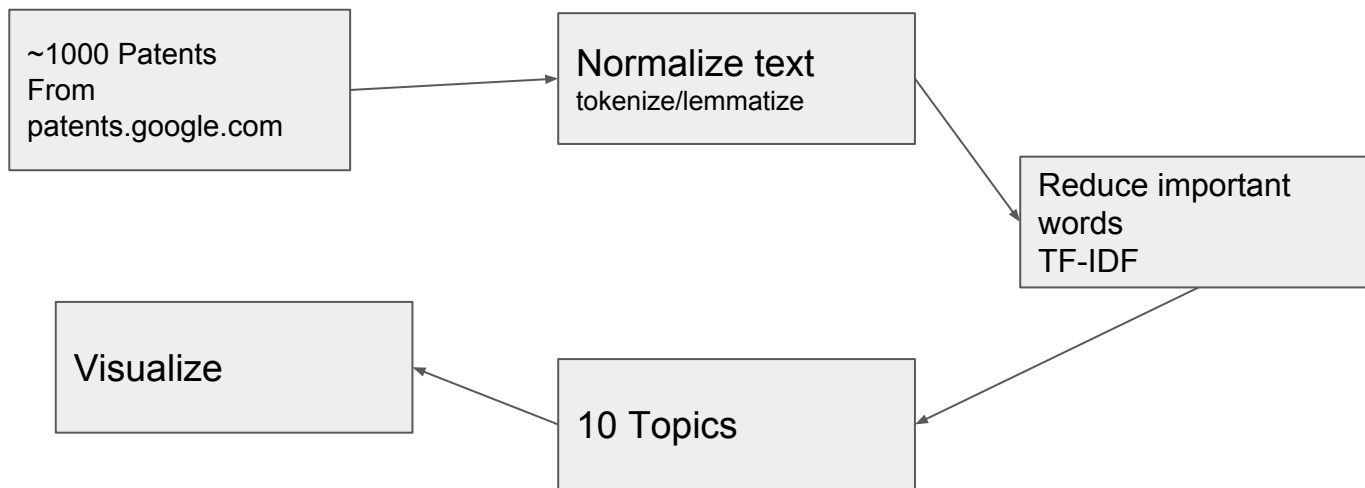 ~1000 Patents
From
patents.google.com
Normalize text
tokenize/lemmatize
Reduce important
words
TF-IDF
10 Topics
Visualize